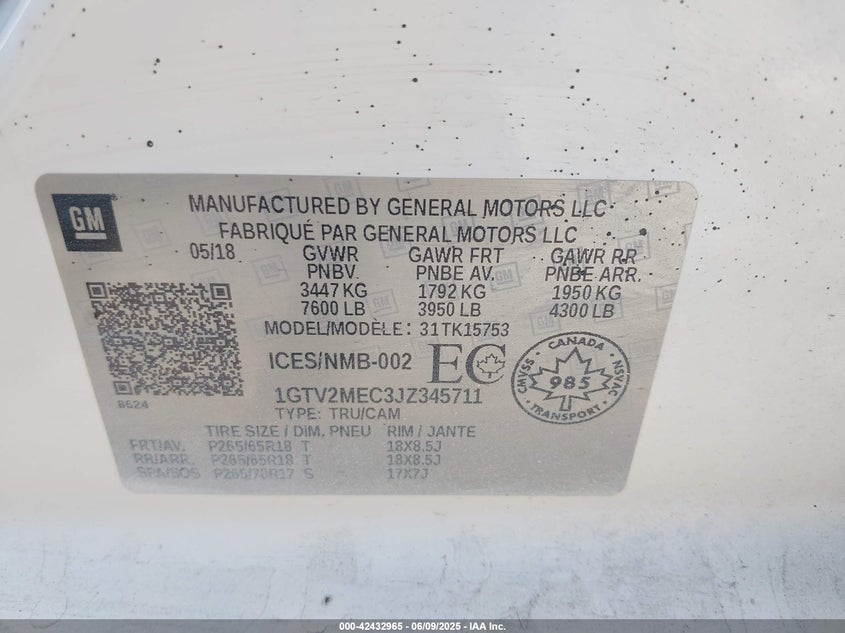 GM
MANUFACTURED BY GENERAL MOTORS LLC
FABRIQUÉ PAR GENERAL MOTORS LLC
05/18 GVWR GAWR FRT GAWR RR
PNBV. PNBE AV. PNBE ARR.
3447 KG 1792 KG 1950 KG
7600 LB 3950 LB 4300 LB
MODEL/MODÈLE: 31TK15753
ICES/NMB-002 EC
CANADA
CMVSS 985 NSVAC
TRANSPORT
8624
1GTV2MEC3JZ345711
TYPE: TRU/CAM
TIRE SIZE / DIM. PNEU RIM / JANTE
FRT/AV. P265/65R18 T 18X8.5J
RR/ARR. P265/65R18 T 18X8.5J
SPA/SOS P265/70R17 S 17X7J
000-42432965 - 06/09/2025 - IAA Inc.